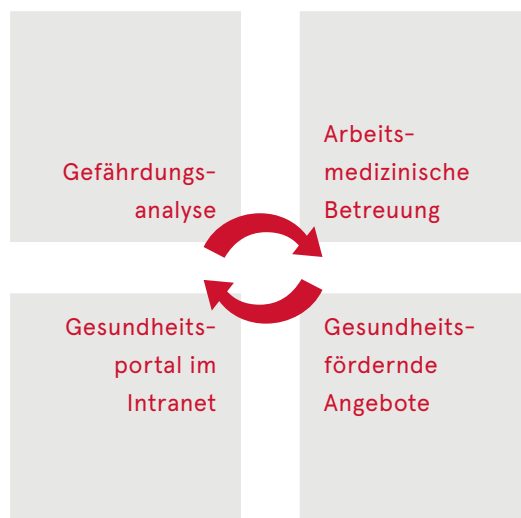 Gefährdungs-
analyse
Arbeits-
medizinische
Betreuung
Gesundheits-
portal im
Intranet
Gesundheits-
fördernde
Angebote